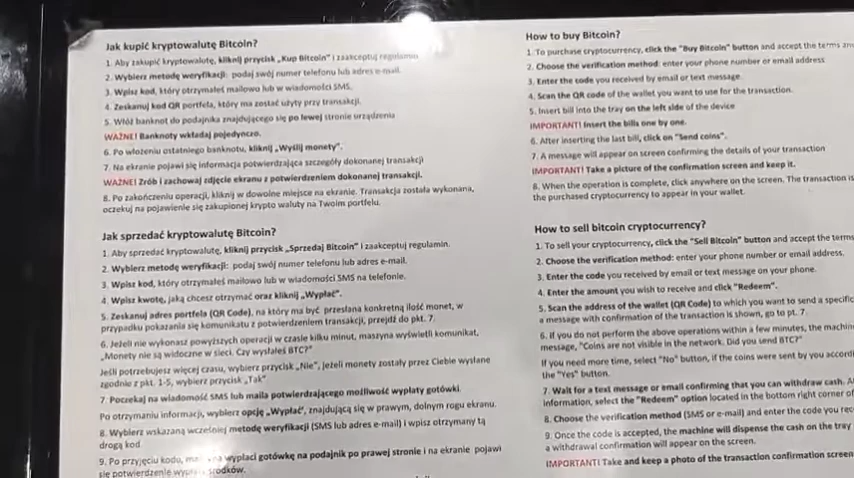 Jak kupić kryptowalutę Bitcoin?
1. Aby zakupić kryptowalutę, kliknij przycisk „Kup Bitcoin" i zaakceptuj regulamin
2. Wybierz metodę weryfikacji: podaj swój numer telefonu lub adres e-mail.
3. Wpisz kod, który otrzymałeś mailowo lub w wiadomości SMS.
4. Zeskanuj kod QR portfela, który ma zostać użyty przy transakcji.
5. Włóż banknot do podajnika znajdującego się po lewej stronie urządzenia
WAŻNE! Banknoty wkładaj pojedynczo.
6. Po włożeniu ostatniego banknotu, kliknij „Wyślij monety".
7. Na ekranie pojawi się informacja potwierdzająca szczegóły dokonanej transakcji
WAŻNE! Zrób i zachowaj zdjęcie ekranu z potwierdzeniem dokonanej transakcji.
8. Po zakończeniu operacji, kliknij w dowolne miejsce na ekranie. Transakcja została wykonana,
oczekuj na pojawienie się zakupionej krypto waluty na Twoim portfelu.
Jak sprzedać kryptowalutę Bitcoin?
1. Aby sprzedać kryptowalutę, kliknij przycisk „Sprzedaj Bitcoin" i zaakceptuj regulamin.
2. Wybierz metodę weryfikacji: podaj swój numer telefonu lub adres e-mail.
3. Wpisz kod, który otrzymałeś mailowo lub w wiadomości SMS na telefonie.
4. Wpisz kwotę, jaką chcesz otrzymać oraz kliknij „Wypłać".
5. Zeskanuj adres portfela (QR Code), na który ma być przesłana konkretną ilość monet, w
przypadku pokazania się komunikatu z potwierdzeniem transakcji, przejdź do pkt. 7.
6. Jeżeli nie wykonasz powyższych operacji w czasie kilku minut, maszyna wyświetli komunikat,
„Monety nie są widoczne w sieci. Czy wysłałeś BTC?"
Jeśli potrzebujesz więcej czasu, wybierz przycisk „Nie", jeżeli monety zostały przez Ciebie wysłane
zgodnie z pkt. 1-5, wybierz przycisk „Tak".
7. Poczekaj na wiadomość SMS lub maila potwierdzającego możliwość wypłaty gotówki.
Po otrzymaniu informacji, wybierz opcję „Wypłać", znajdującą się w prawym, dolnym rogu ekranu.
8. Wybierz wskazaną wcześniej metodę weryfikacji (SMS lub adres e-mail) i wpisz otrzymany tą
drogą kod.
9. Po przyjęciu kodu, wypłaci gotówkę na podajnik po prawej stronie i na ekranie pojawi
się potwierdzenie środków.
How to buy Bitcoin?
1. To purchase cryptocurrency, click the "Buy Bitcoin" button and accept the terms
2. Choose the verification method: enter your phone number or email address
3. Enter the code you received by email or text message.
4. Scan the QR code of the wallet you want to use for the transaction.
5. Insert bill into the tray on the left side of the device
IMPORTANT! Insert the bills one by one.
6. After inserting the last bill, click on "Send coins".
7. A message will appear on screen confirming the details of your transaction
IMPORTANT! Take a picture of the confirmation screen and keep it.
8. When the operation is complete, click anywhere on the screen. The transaction is
the purchased cryptocurrency to appear in your wallet.
How to sell bitcoin cryptocurrency?
1. To sell your cryptocurrency, click the "Sell Bitcoin" button and accept the terms
2. Choose the verification method: enter your phone number or email address.
3. Enter the code you received by email or text message on your phone.
4. Enter the amount you wish to receive and click "Redeem".
5. Scan the address of the wallet (QR Code) to which you want to send a specific
a message with confirmation of the transaction is shown, go to pt. 7
6. If you do not perform the above operations within a few minutes, the machine
message, "Coins are not visible in the network. Did you send BTC?"
If you need more time, select "No" button, if the coins were sent by you
the "Yes" button.
7. Wait for a text message or email confirming that you can withdraw cash.
information, select the "Redeem" option located in the bottom right corner of
8. Choose the verification method (SMS or e-mail) and enter the code you
9. Once the code is accepted, the machine will dispense the cash on the tray
a withdrawal confirmation will appear on the screen.
IMPORTANT! Take and keep a photo of the transaction confirmation screen